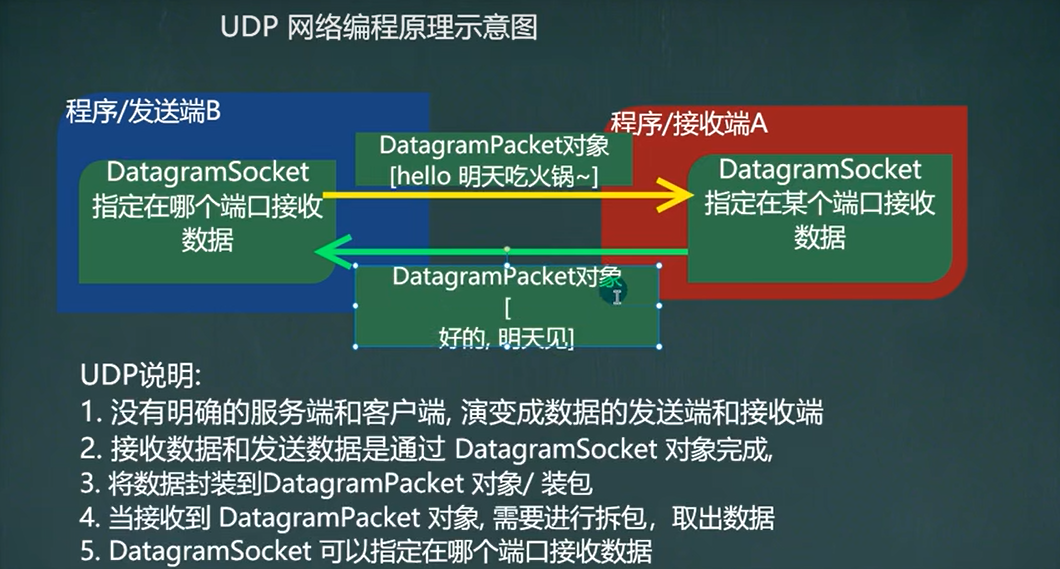 UDP 网络编程原理示意图
程序/发送端B
DatagramSocket
指定在哪个端口接收
数据
DatagramPacket对象
[hello 明天吃火锅~]
程序/接收端A
DatagramSocket
指定在某个端口接收
数据
DatagramPacket对象
[
好的, 明天见]
UDP说明:
1. 没有明确的服务端和客户端, 演变成数据的发送端和接收端
2. 接收数据和发送数据是通过 DatagramSocket 对象完成,
3. 将数据封装到DatagramPacket 对象/ 装包
4. 当接收到 DatagramPacket 对象, 需要进行拆包，取出数据
5. DatagramSocket 可以指定在哪个端口接收数据